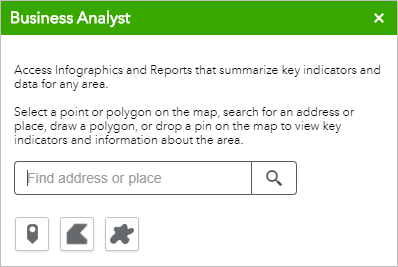 Business Analyst
Access Infographics and Reports that summarize key indicators and
data for any area.
Select a point or polygon on the map, search for an address or
place, draw a polygon, or drop a pin on the map to view key
indicators and information about the area.
Find address or place